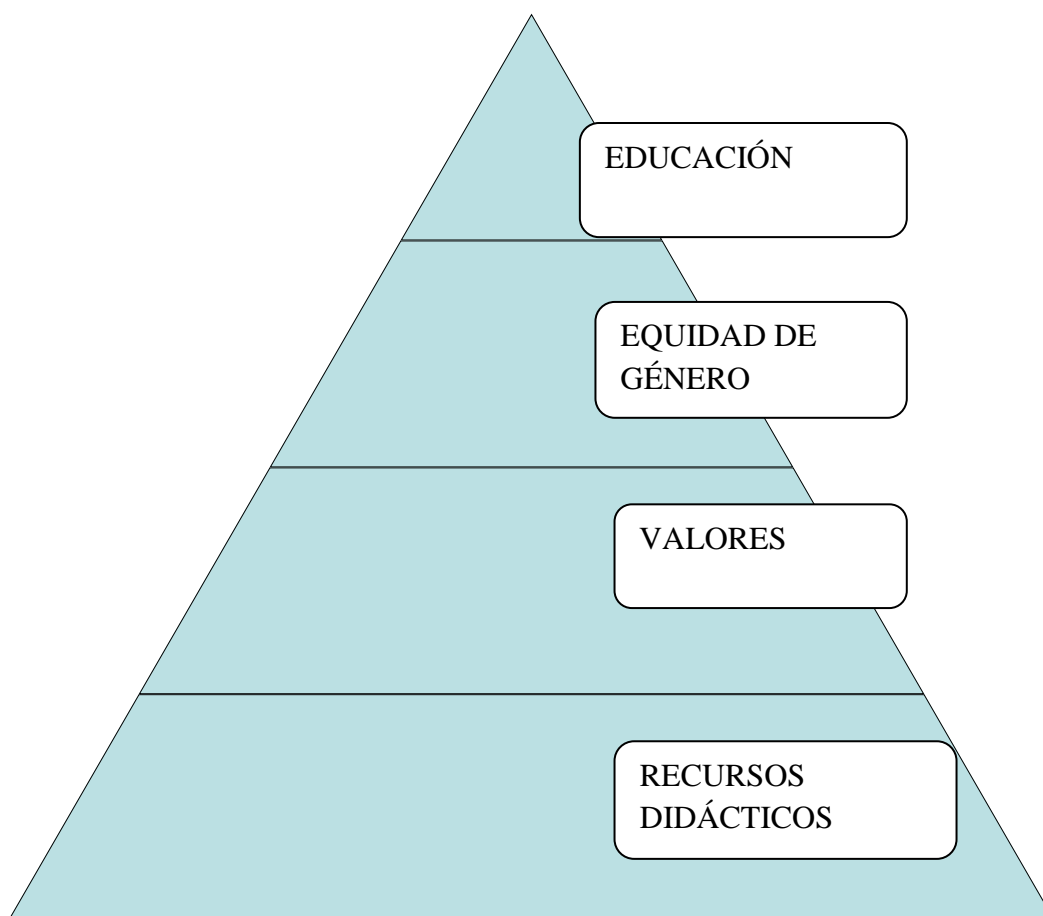 EDUCACIÓN
EQUIDAD DE
GÉNERO
VALORES
RECURSOS
DIDÁCTICOS